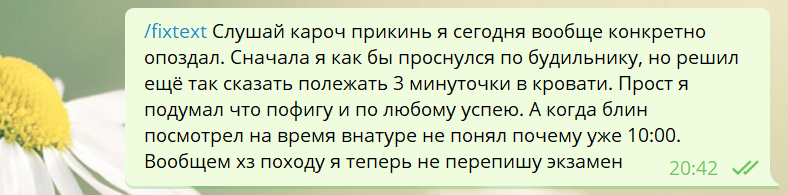 /fixtext Слушай кароч прикинь я сегодня вообще конкретно
опоздал. Сначала я как бы проснулся по будильнику, но решил
ещё так сказать полежать 3 минуточки в кровати. Прост я
подумал что пофигу и по любому успею. А когда блин
посмотрел на время внатуре не понял почему уже 10:00.
Вообщем хз походу я теперь не перепишу экзамен
20:42